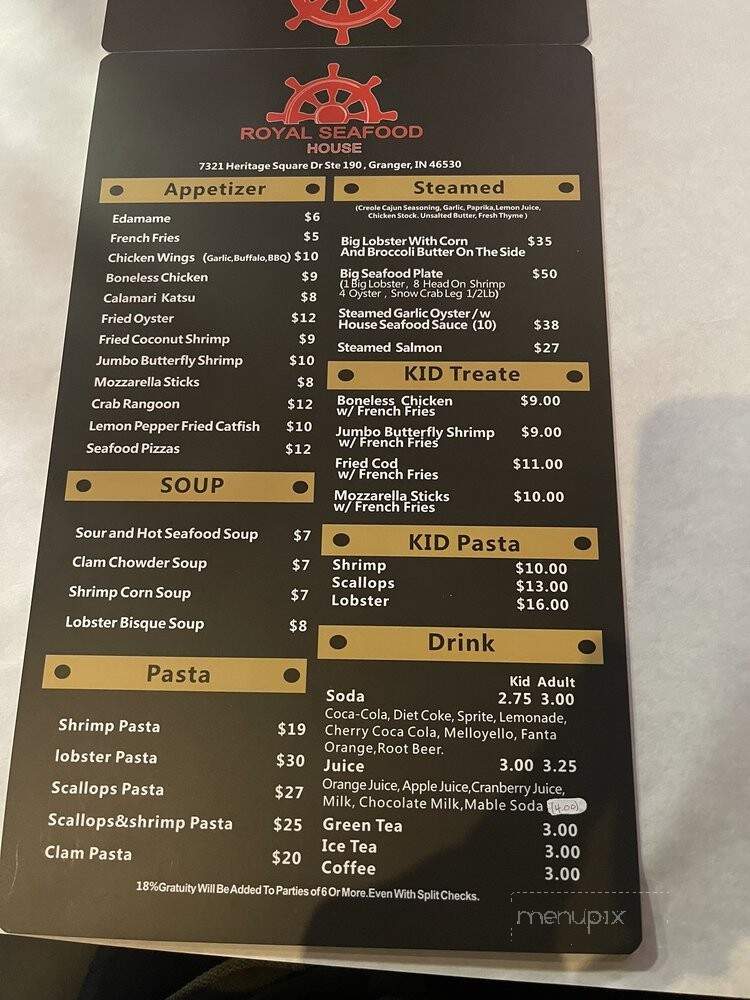 ROYAL SEAFOOD
HOUSE
7321 Heritage Square Dr Ste 190 , Granger, IN 46530
Appetizer
Edamame $6
French Fries $5
Chicken Wings (Garlic,Buffalo,BBQ) $10
Boneless Chicken $9
Calamari Katsu $8
Fried Oyster $12
Fried Coconut Shrimp $9
Jumbo Butterfly Shrimp $10
Mozzarella Sticks $8
Crab Rangoon $12
Lemon Pepper Fried Catfish $10
Seafood Pizzas $12
SOUP
Sour and Hot Seafood Soup $7
Clam Chowder Soup $7
Shrimp Corn Soup $7
Lobster Bisque Soup $8
Pasta
Shrimp Pasta $19
lobster Pasta $30
Scallops Pasta $27
Scallops&shrimp Pasta $25
Clam Pasta $20
Steamed
(Creole Cajun Seasoning, Garlic, Paprika,Lemon Juice,
Chicken Stock. Unsalted Butter, Fresh Thyme )
Big Lobster With Corn $35
And Broccoli Butter On The Side
Big Seafood Plate $50
(1 Big Lobster , 8 Head On Shrimp
4 Oyster , Snow Crab Leg 1/2Lb)
Steamed Garlic Oyster / w
House Seafood Sauce (10) $38
Steamed Salmon $27
KID Treate
Boneless Chicken $9.00
w/ French Fries
Jumbo Butterfly Shrimp $9.00
w/ French Fries
Fried Cod $11.00
w/ French Fries
Mozzarella Sticks $10.00
w/ French Fries
KID Pasta
Shrimp $10.00
Scallops $13.00
Lobster $16.00
Drink
Kid Adult
Soda 2.75 3.00
Coca-Cola, Diet Coke, Sprite, Lemonade,
Cherry Coca Cola, Melloyello, Fanta
Orange,Root Beer.
Juice 3.00 3.25
Orange Juice, Apple Juice,Cranberry Juice,
Milk, Chocolate Milk,Mable Soda (4.00)
Green Tea 3.00
Ice Tea 3.00
Coffee 3.00
18%Gratuity Will Be Added To Parties of 6 Or More.Even With Split Checks.
menupix